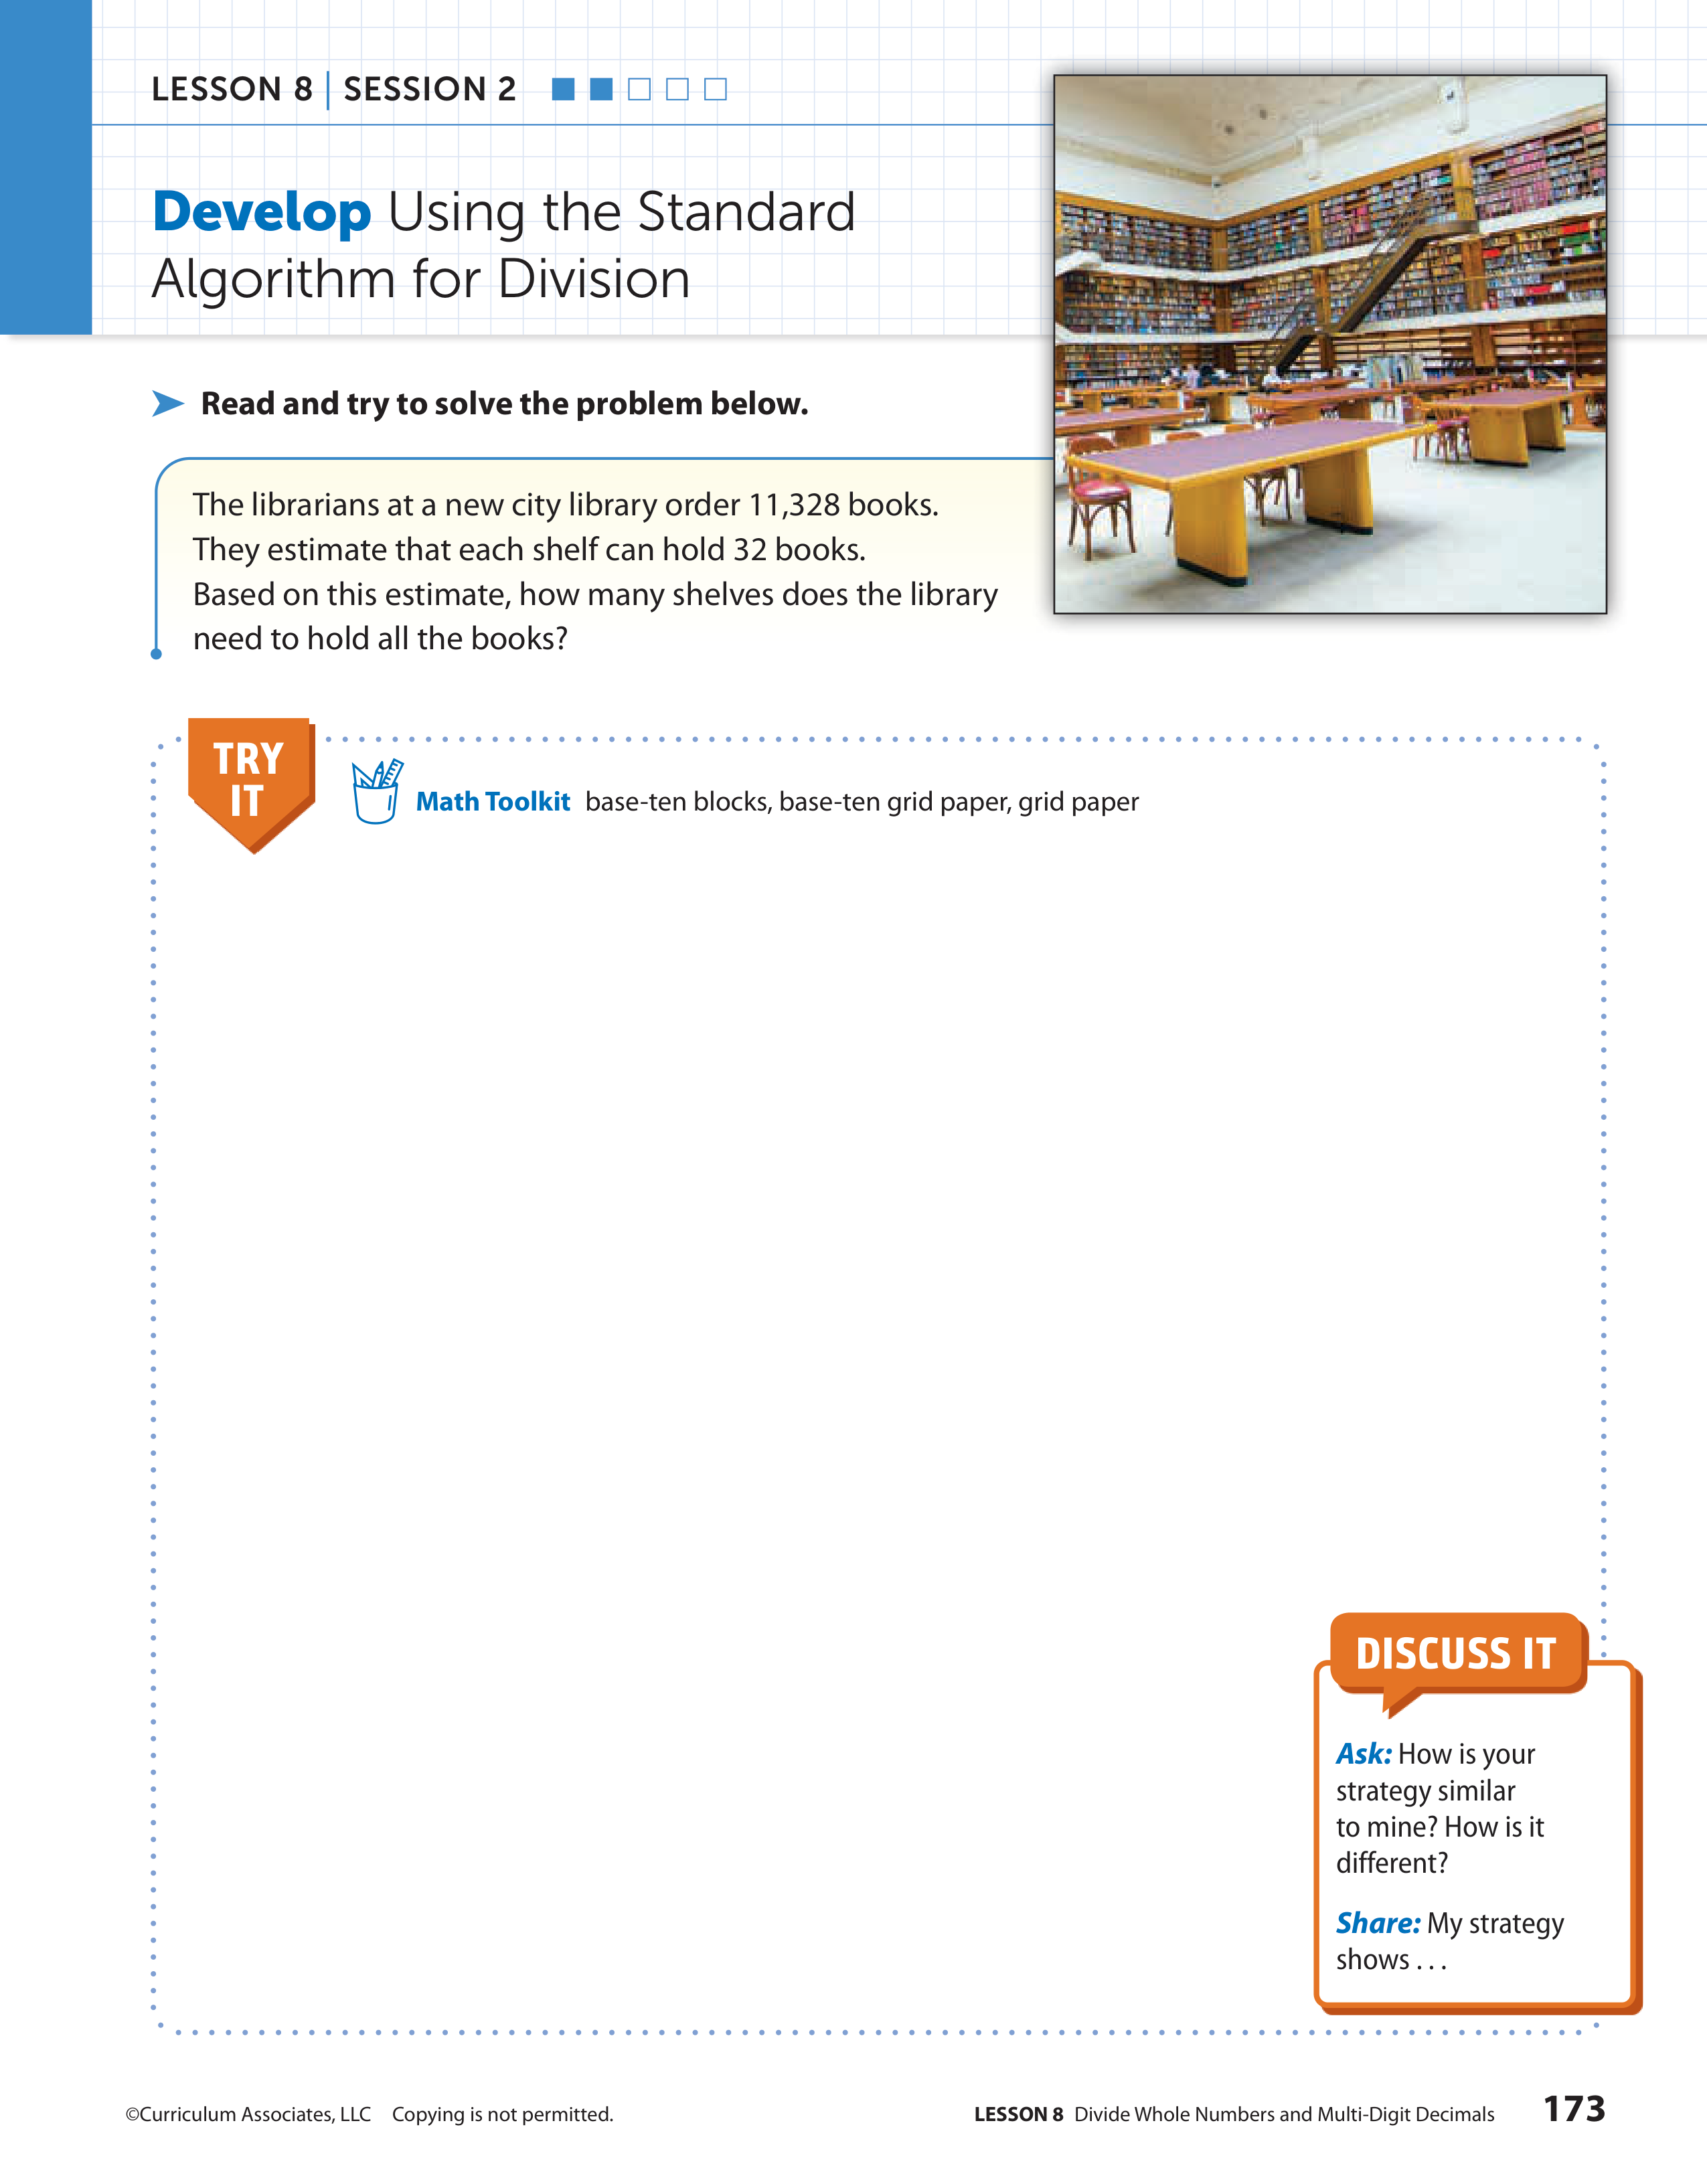 LESSON 8 | SESSION 2
Develop Using the Standard
Algorithm for Division
Read and try to solve the problem below.
The librarians at a new city library order 11,328 books.
They estimate that each shelf can hold 32 books.
Based on this estimate, how many shelves does the library
need to hold all the books?
TRY
IT
Math Toolkit base-ten blocks, base-ten grid paper, grid paper
DISCUSS IT
Ask: How is your
strategy similar
to mine? How is it
different?
Share: My strategy
shows . . .
©Curriculum Associates, LLC Copying is not permitted.
LESSON 8 Divide Whole Numbers and Multi-Digit Decimals 173